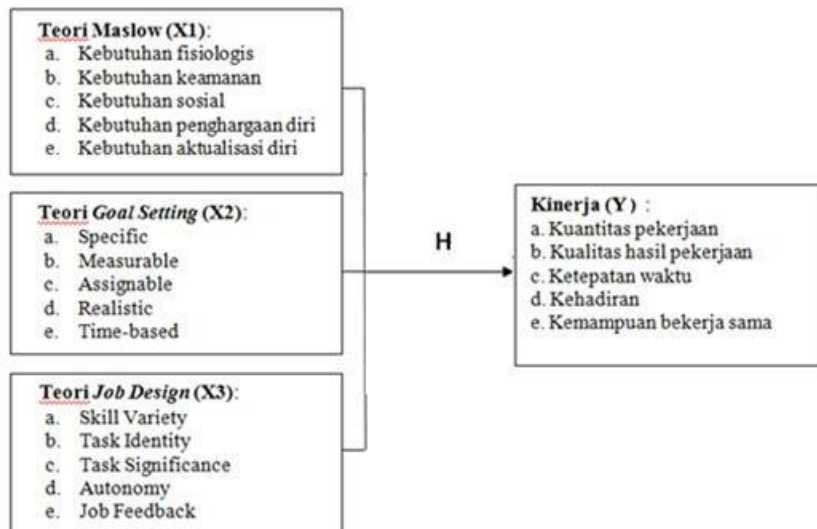 Teori Maslow (X1):
a. Kebutuhan fisiologis
b. Kebutuhan keamanan
c. Kebutuhan sosial
d. Kebutuhan penghargaan diri
e. Kebutuhan aktualisasi diri
Teori Goal Setting (X2):
a. Specific
b. Measurable
c. Assignable
d. Realistic
e. Time-based
Teori Job Design (X3):
a. Skill Variety
b. Task Identity
c. Task Significance
d. Autonomy
e. Job Feedback
H
Kinerja (Y) :
a. Kuantitas pekerjaan
b. Kualitas hasil pekerjaan
c. Ketepatan waktu
d. Kehadiran
e. Kemampuan bekerja sama